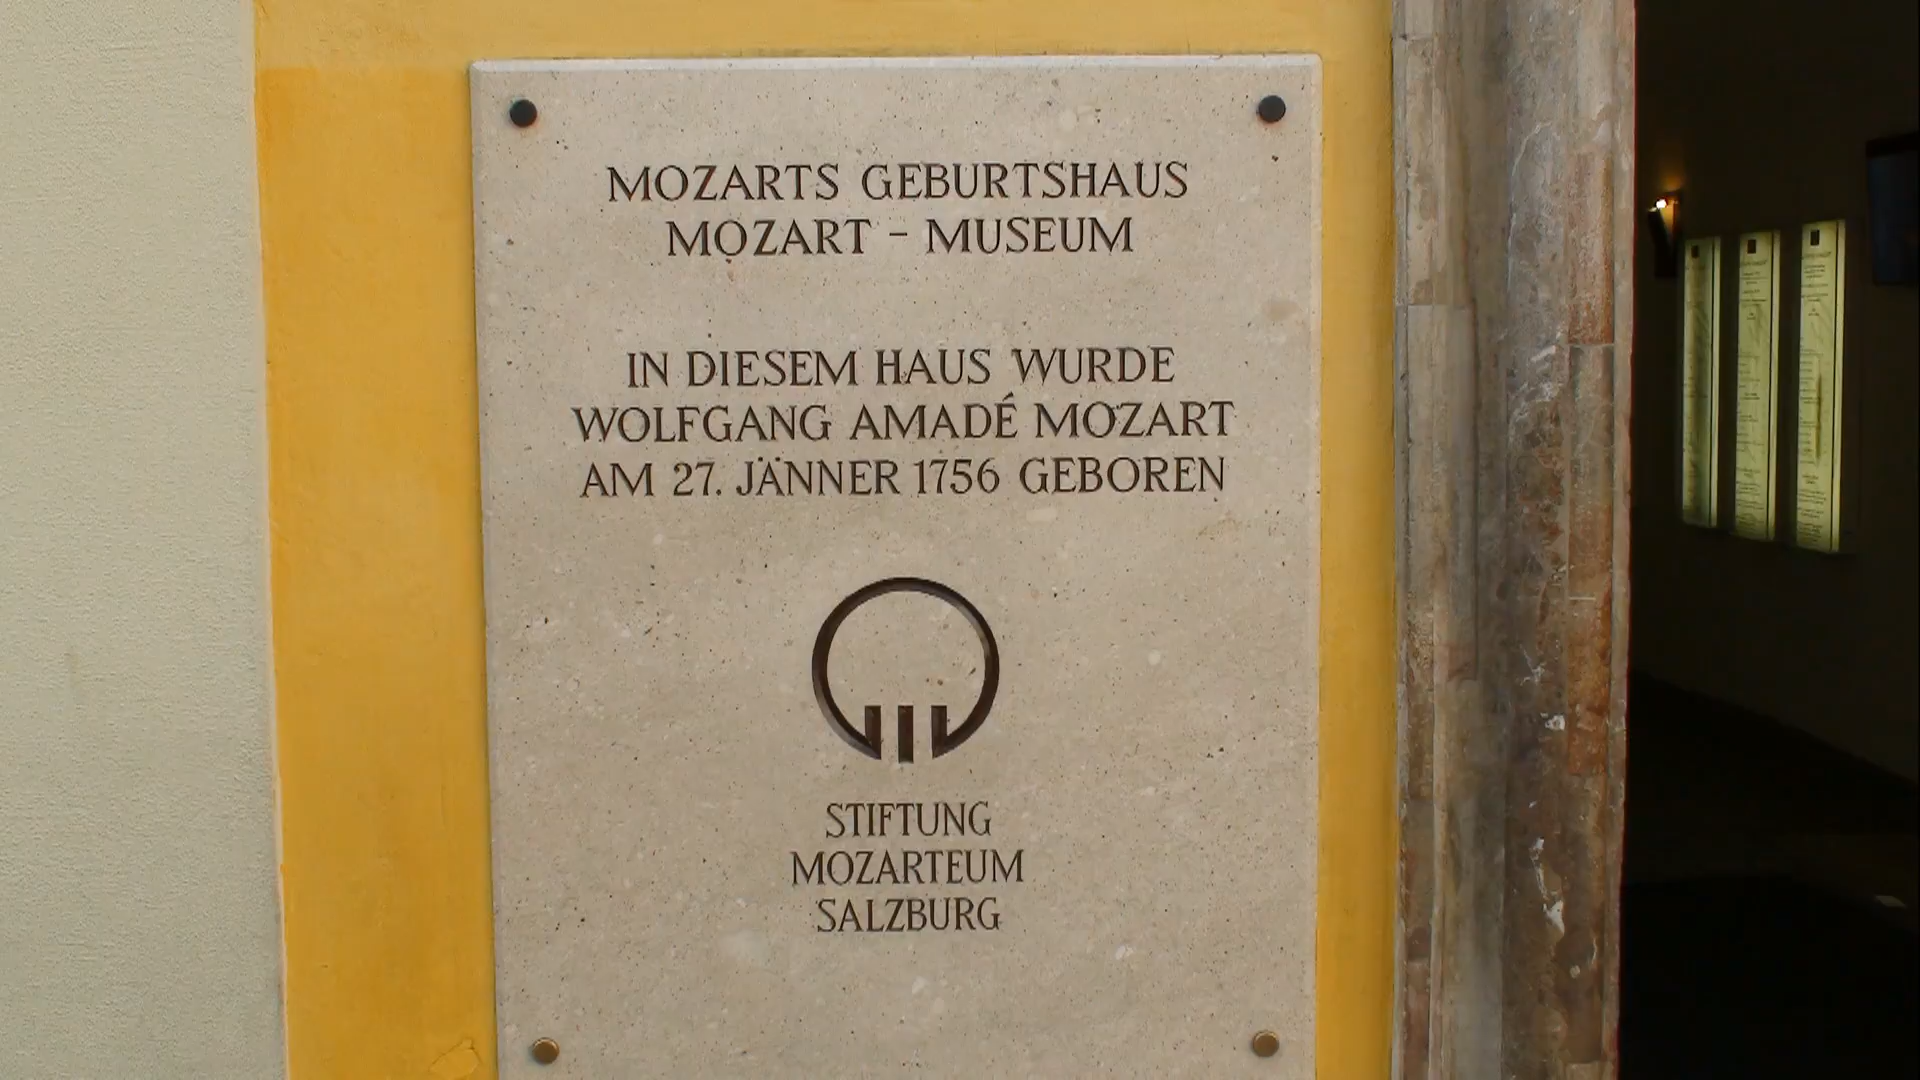 MOZARTS GEBURTSHAUS
MOZART - MUSEUM
IN DIESEM HAUS WURDE
WOLFGANG AMADÉ MOZART
AM 27. JÄNNER 1756 GEBOREN
STIFTUNG
MOZARTEUM
SALZBURG